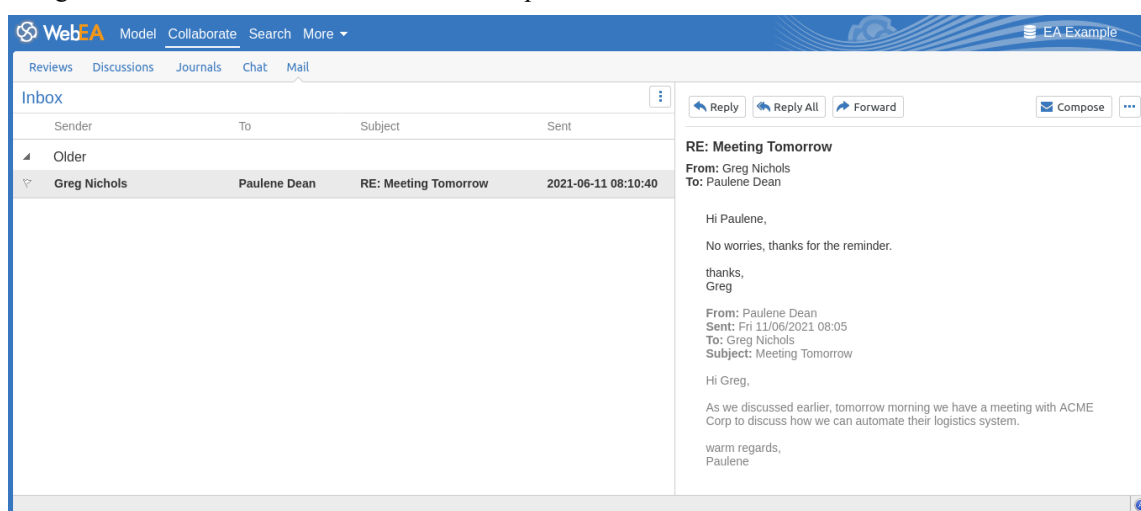 WebEA Model Collaborate Search More EA Example
Reviews Discussions Journals Chat Mail
Inbox
Sender To Subject Sent
Older
Greg Nichols Paulene Dean RE: Meeting Tomorrow 2021-06-11 08:10:40
Reply Reply All Forward Compose
RE: Meeting Tomorrow
From: Greg Nichols
To: Paulene Dean
Hi Paulene,
No worries, thanks for the reminder.
thanks,
Greg
From: Paulene Dean
Sent: Fri 11/06/2021 08:05
To: Greg Nichols
Subject: Meeting Tomorrow
Hi Greg,
As we discussed earlier, tomorrow morning we have a meeting with ACME
Corp to discuss how we can automate their logistics system.
warm regards,
Paulene